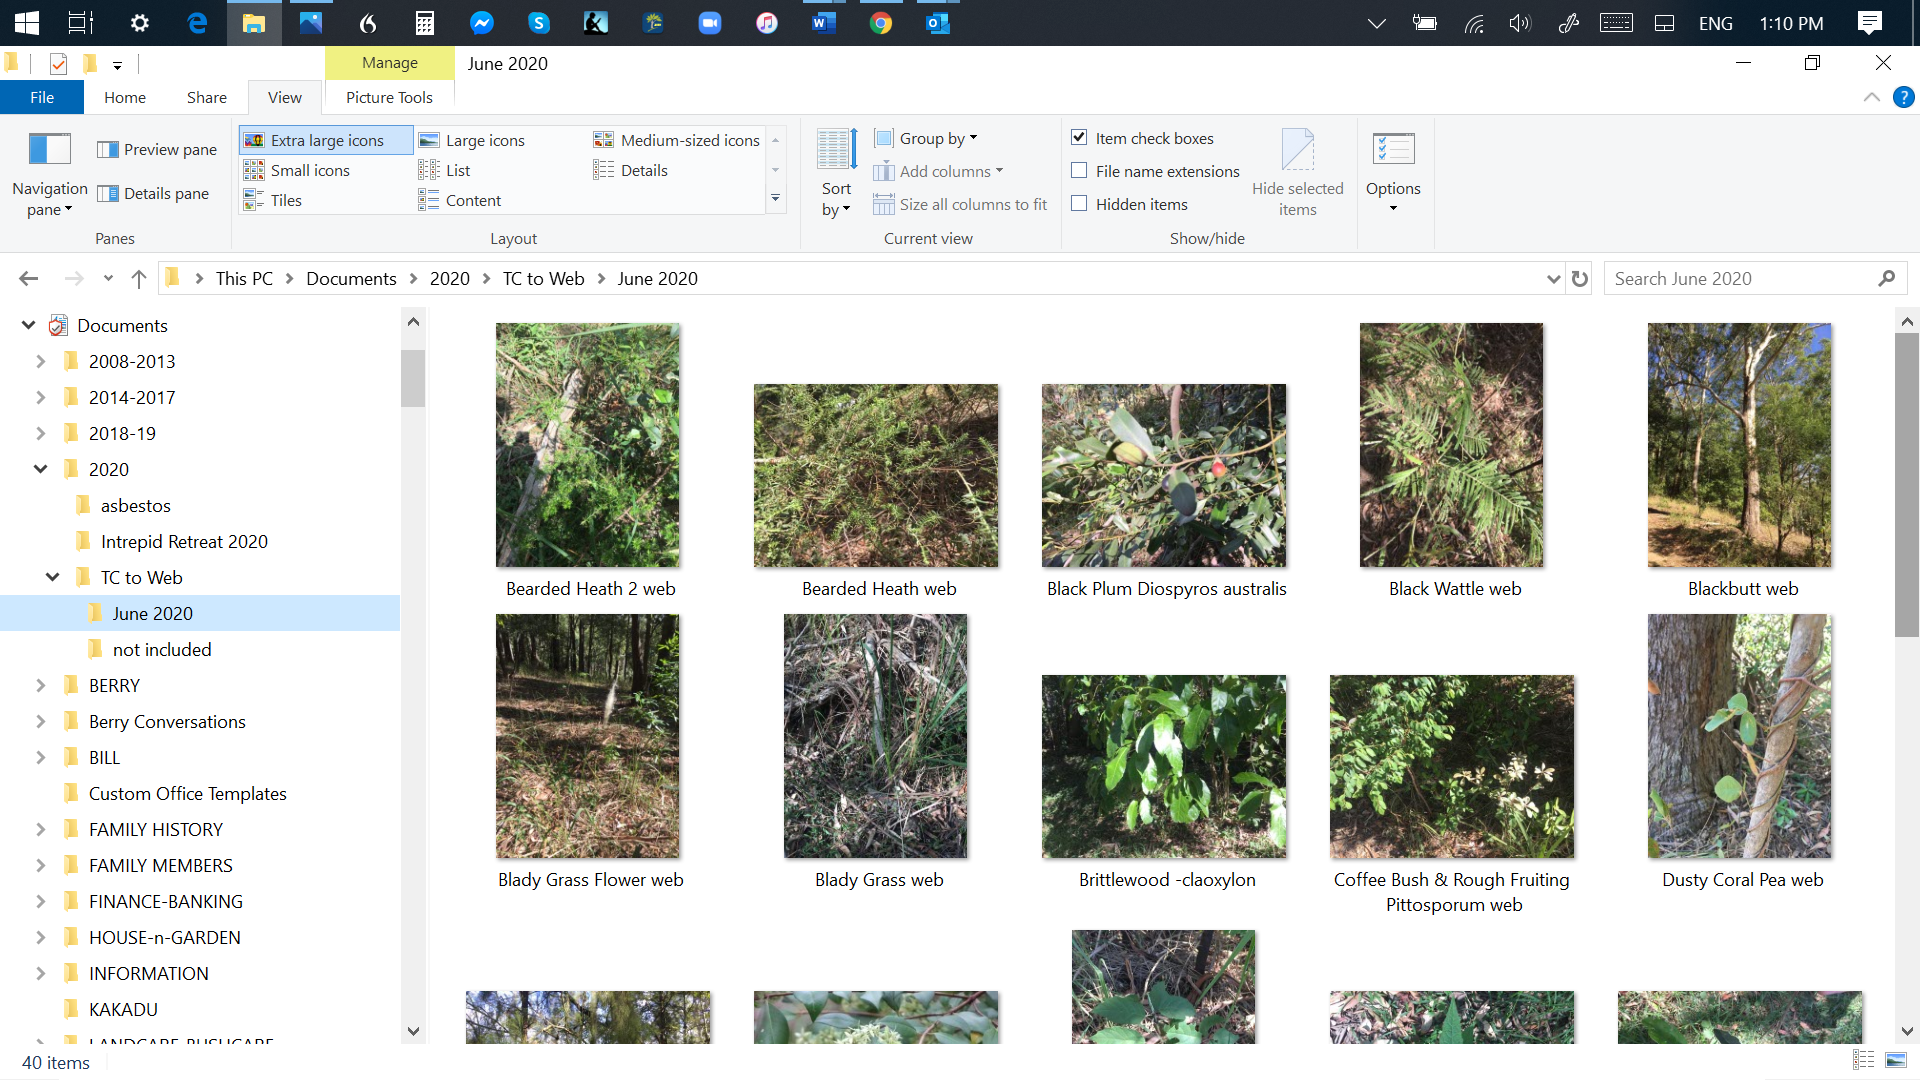 ENG 1:10 PM
Manage June 2020
File Home Share View Picture Tools
Extra large icons Large icons Medium-sized icons
Small icons List Details
Tiles Content
Navigation pane
Preview pane
Details pane
Sort by
Group by
Add columns
Size all columns to fit
Item check boxes
File name extensions
Hidden items
Hide selected items
Options
Panes Layout Current view Show/hide
This PC Documents 2020 TC to Web June 2020
Search June 2020
Documents
2008-2013
2014-2017
2018-19
2020
asbestos
Intrepid Retreat 2020
TC to Web
June 2020
not included
BERRY
Berry Conversations
BILL
Custom Office Templates
FAMILY HISTORY
FAMILY MEMBERS
FINANCE-BANKING
HOUSE-n-GARDEN
INFORMATION
KAKADU
LANDCARE-BUSHCARE
Bearded Heath 2 web
Bearded Heath web
Black Plum Diospyros australis
Black Wattle web
Blackbutt web
Blady Grass Flower web
Blady Grass web
Brittlewood -claoxylon
Coffee Bush & Rough Fruiting
Pittosporum web
Dusty Coral Pea web
40 items